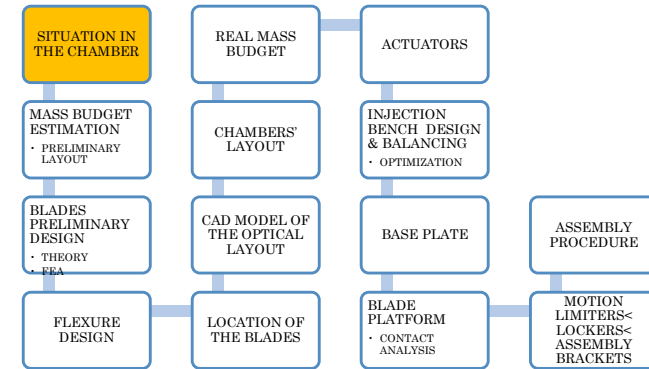 SITUATION IN
THE CHAMBER
MASS BUDGET
ESTIMATION
• PRELIMINARY
LAYOUT
BLADES
PRELIMINARY
DESIGN
• THEORY
• FEA
FLEXURE
DESIGN
LOCATION OF
THE BLADES
CAD MODEL OF
THE OPTICAL
LAYOUT
CHAMBERS’
LAYOUT
REAL MASS
BUDGET
ACTUATORS
INJECTION
BENCH DESIGN
& BALANCING
• OPTIMIZATION
BASE PLATE
BLADE
PLATFORM
• CONTACT
ANALYSIS
MOTION
LIMITERS<
LOCKERS<
ASSEMBLY
BRACKETS
ASSEMBLY
PROCEDURE